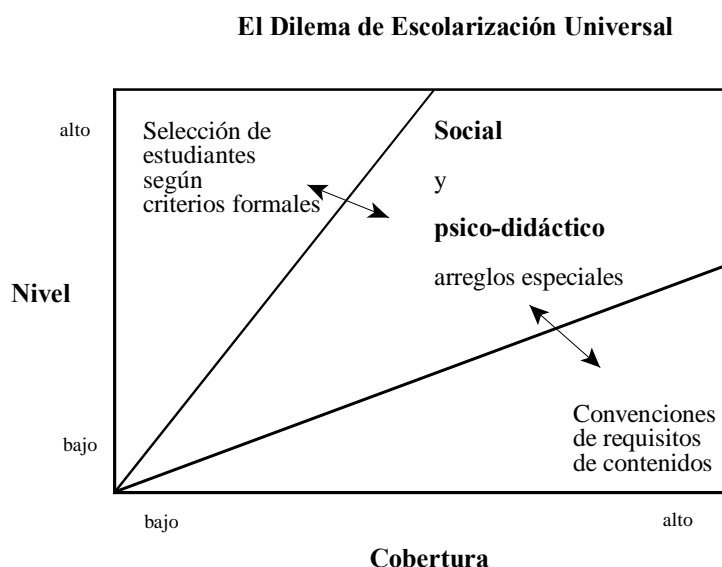 El Dilema de Escolarización Universal
alto
Selección de
estudiantes
según
criterios formales
Social
y
psico-didáctico
arreglos especiales
Nivel
bajo
Convenciones
de requisitos
de contenidos
bajo
alto
Cobertura